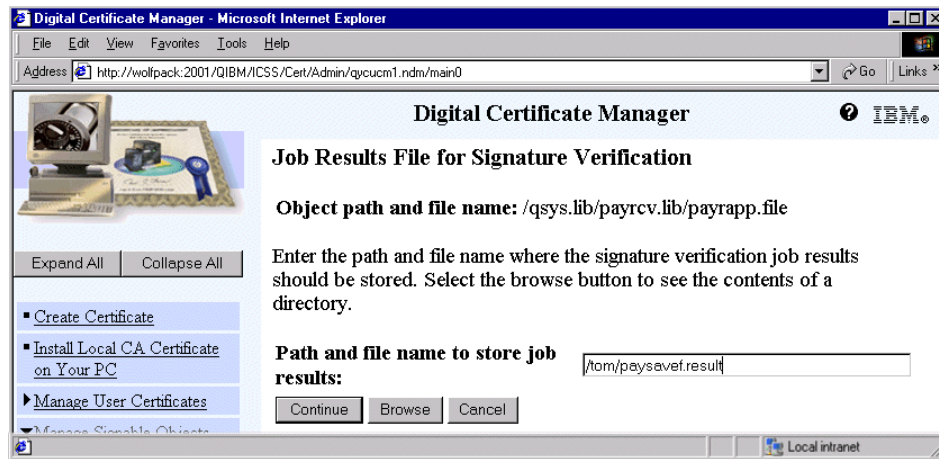 Digital Certificate Manager - Microsoft Internet Explorer
File Edit View Favorites Tools Help
Address http://wolfpack:2001/QIBM/ICSS/Cert/Admin/qycucm1.ndm/main0 Go Links »
Digital Certificate Manager
IBM®
Job Results File for Signature Verification
Object path and file name: /qsys.lib/payrcv.lib/payrapp.file
Expand All Collapse All
Enter the path and file name where the signature verification job results
should be stored. Select the browse button to see the contents of a
directory.
Create Certificate
Install Local CA Certificate
on Your PC
Manage User Certificates
Manage Signable Objects
Path and file name to store job
results:
/tom/paysavef.result
Continue Browse Cancel
Local intranet